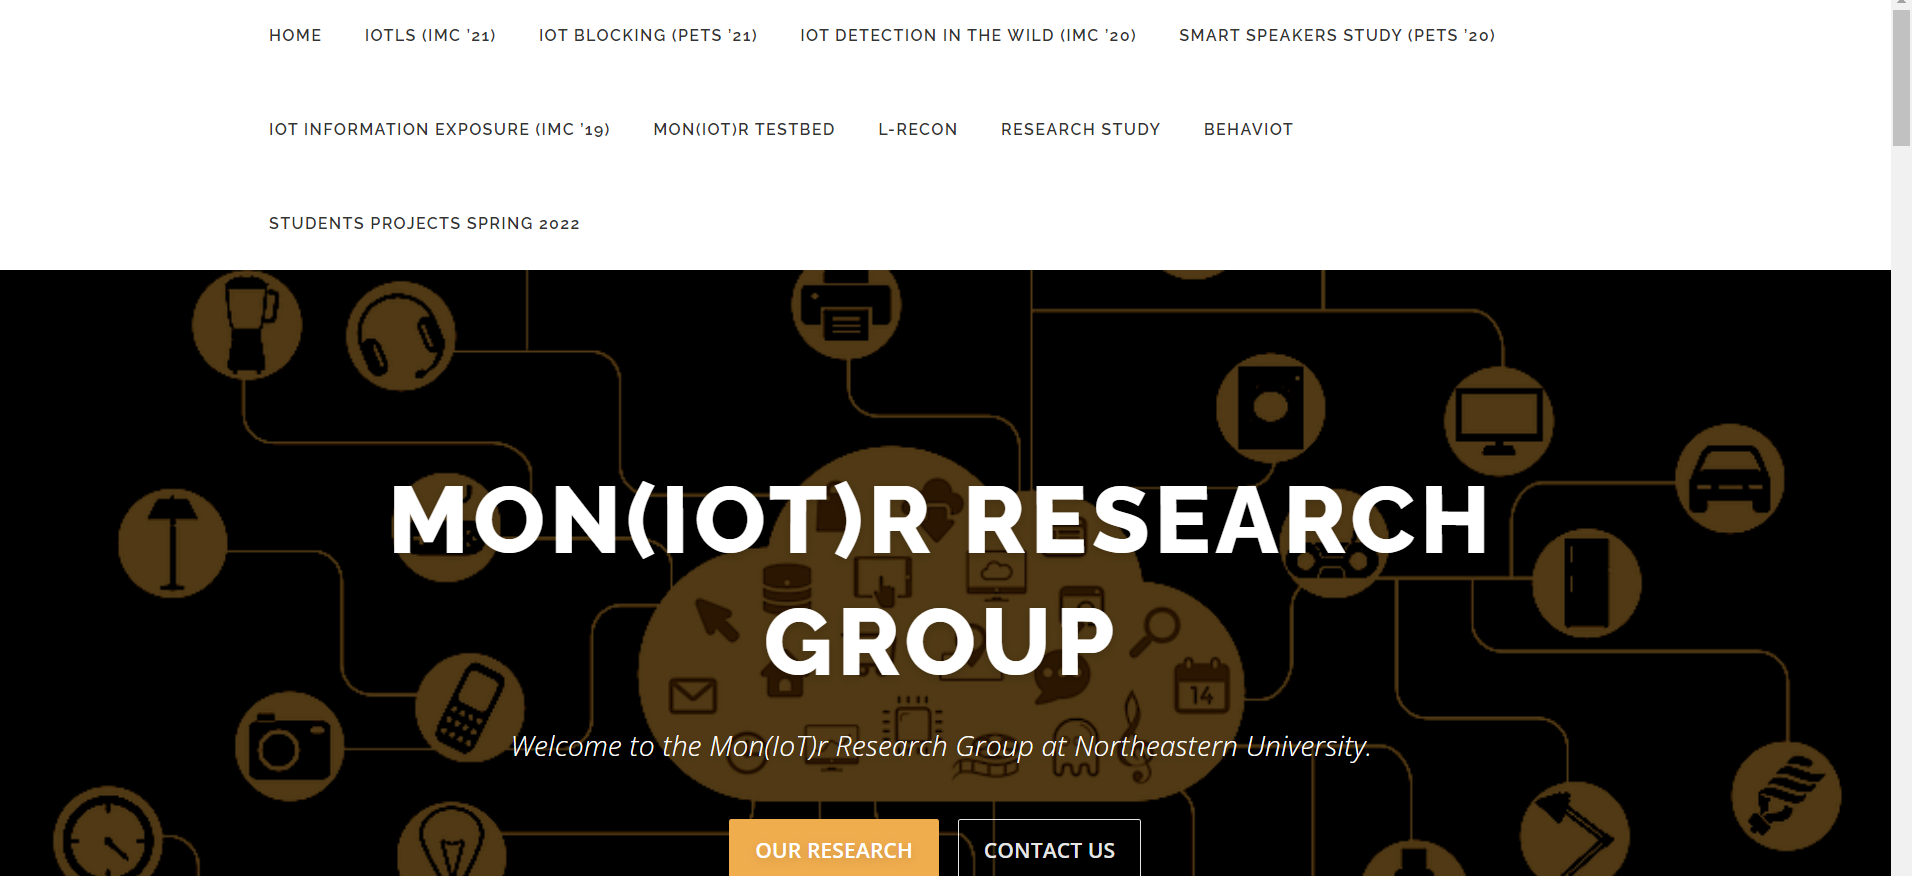 HOME IOTLS (IMC ’21) IOT BLOCKING (PETS ’21) IOT DETECTION IN THE WILD (IMC ’20) SMART SPEAKERS STUDY (PETS ’20)
IOT INFORMATION EXPOSURE (IMC ’19) MON(IOT)R TESTBED L-RECON RESEARCH STUDY BEHAVIOT
STUDENTS PROJECTS SPRING 2022
MON(IOT)R RESEARCH
GROUP
14
Welcome to the Mon(IoT)r Research Group at Northeastern University.
OUR RESEARCH CONTACT US